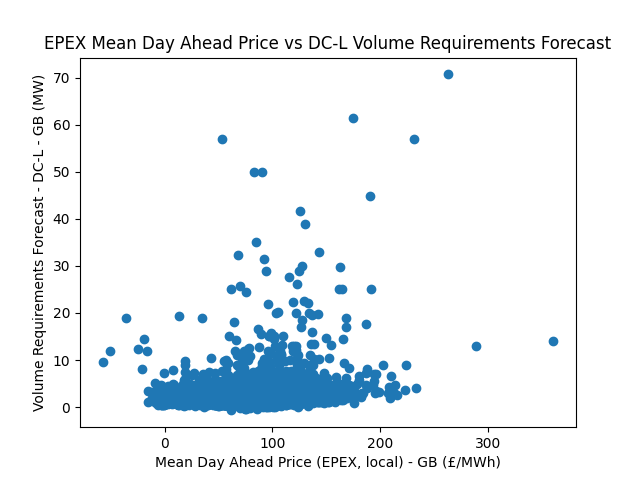 EPEX Mean Day Ahead Price vs DC-L Volume Requirements Forecast
70
60
50
40
30
20
10
0
Volume Requirements Forecast - DC-L - GB (MW)
0 100 200 300
Mean Day Ahead Price (EPEX, local) - GB (£/MWh)